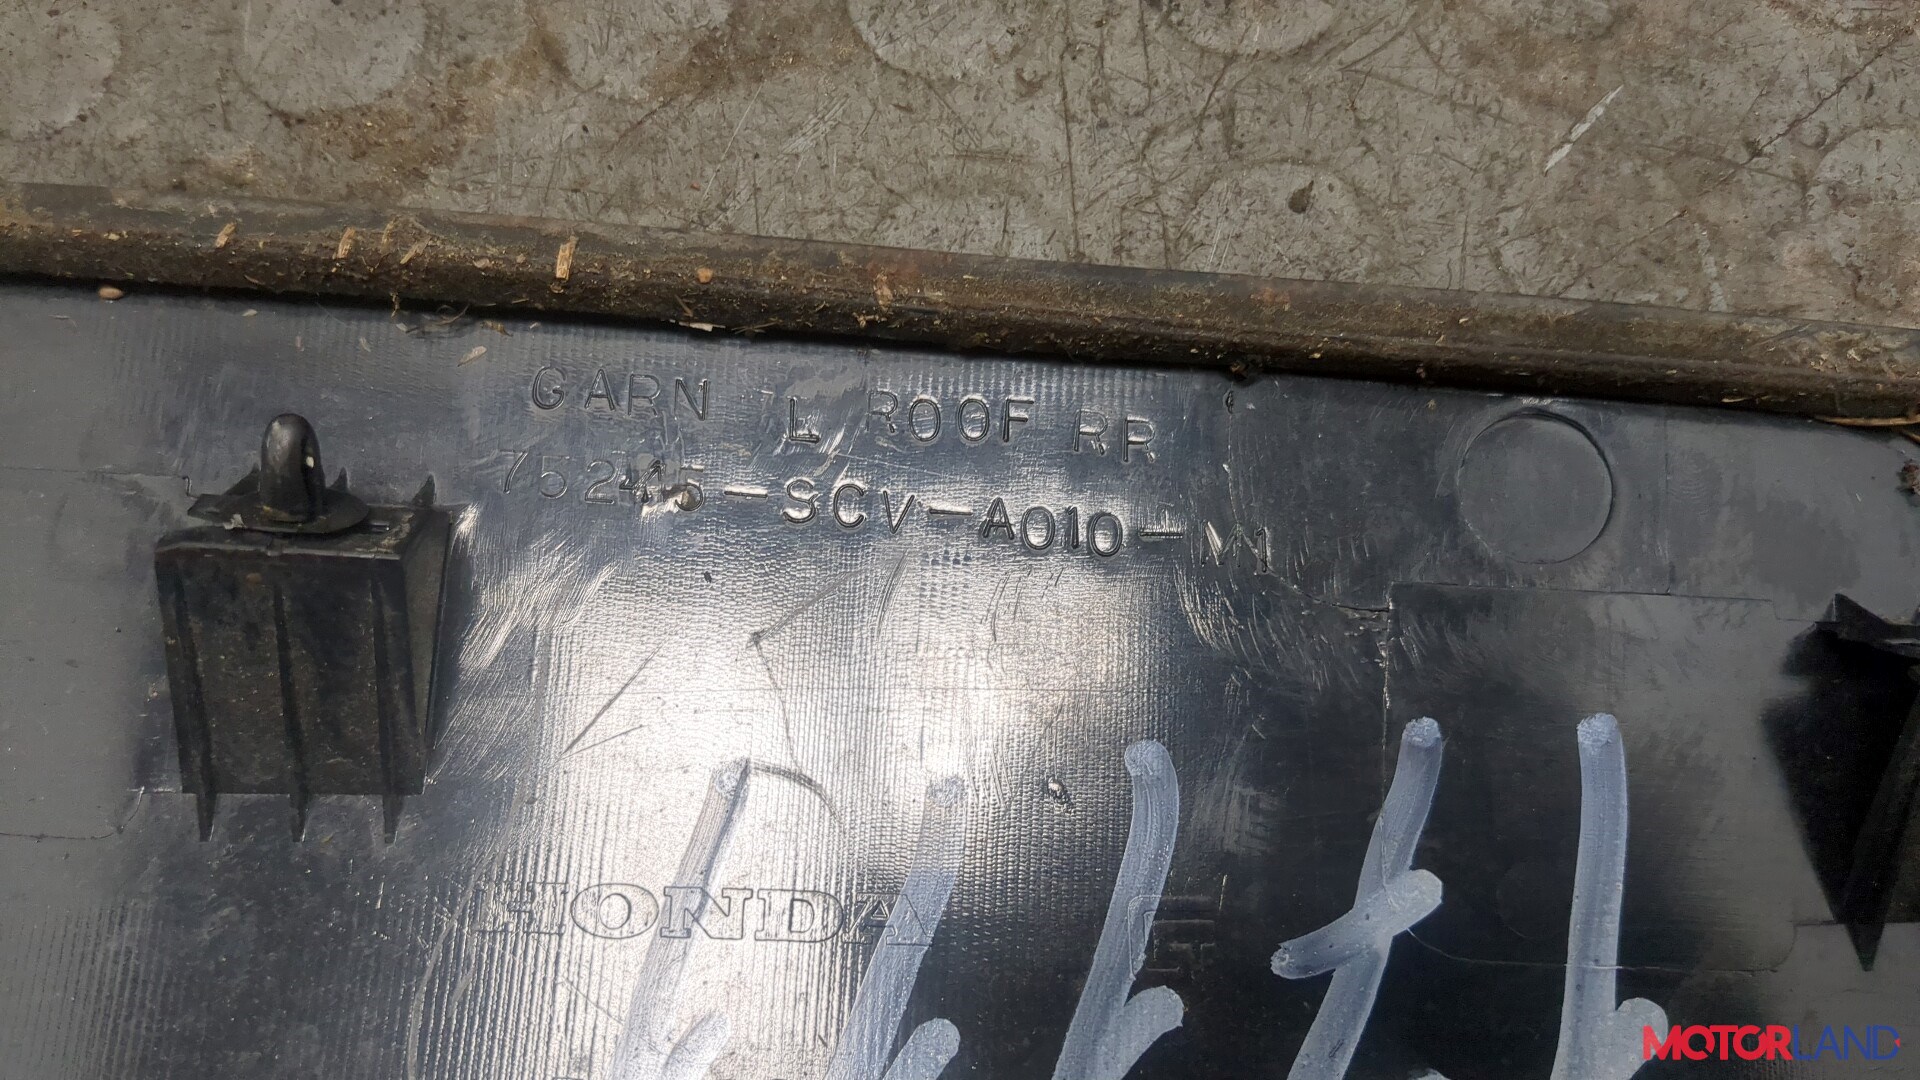 GARN L ROOF RR
75245-SCV-A010-M1
HONDA
MOTORLAND